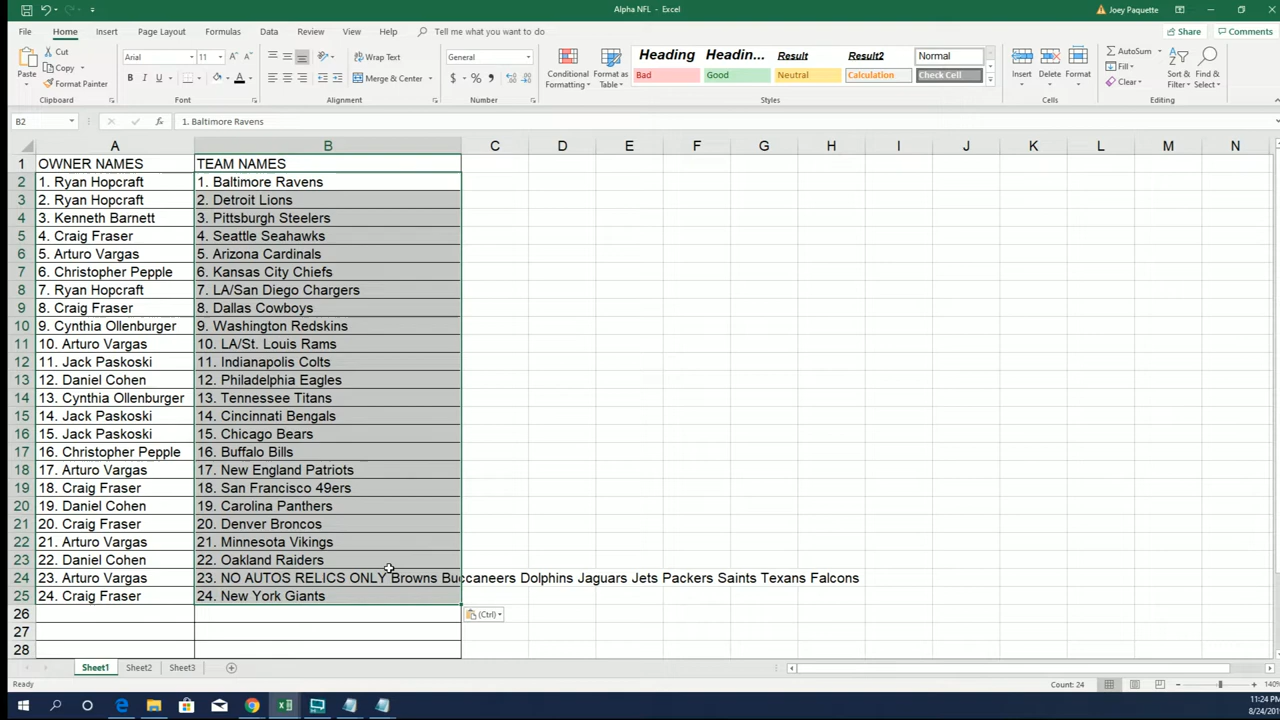 Alpha NFL - Excel
Joey Paquette
File Home Insert Page Layout Formulas Data Review View Help Tell me what you want to do
Share Comments
Cut
Copy
Format Painter
Paste
Arial 11
B I U
Wrap Text
Merge & Center
General
$ % ,
Conditional Formatting
Format as Table
Heading Headin... Result Result2 Normal
Bad Good Neutral Calculation Check Cell
Insert Delete Format
AutoSum
Fill
Clear
Sort & Filter
Find & Select
Clipboard Font Alignment Number Styles Cells Editing
B2 fx 1. Baltimore Ravens
A B C D E F G H I J K L M N
1 OWNER NAMES TEAM NAMES
2 1. Ryan Hopcraft 1. Baltimore Ravens
3 2. Ryan Hopcraft 2. Detroit Lions
4 3. Kenneth Barnett 3. Pittsburgh Steelers
5 4. Craig Fraser 4. Seattle Seahawks
6 5. Arturo Vargas 5. Arizona Cardinals
7 6. Christopher Pepple 6. Kansas City Chiefs
8 7. Ryan Hopcraft 7. LA/San Diego Chargers
9 8. Craig Fraser 8. Dallas Cowboys
10 9. Cynthia Ollenburger 9. Washington Redskins
11 10. Arturo Vargas 10. LA/St. Louis Rams
12 11. Jack Paskoski 11. Indianapolis Colts
13 12. Daniel Cohen 12. Philadelphia Eagles
14 13. Cynthia Ollenburger 13. Tennessee Titans
15 14. Jack Paskoski 14. Cincinnati Bengals
16 15. Jack Paskoski 15. Chicago Bears
17 16. Christopher Pepple 16. Buffalo Bills
18 17. Arturo Vargas 17. New England Patriots
19 18. Craig Fraser 18. San Francisco 49ers
20 19. Daniel Cohen 19. Carolina Panthers
21 20. Craig Fraser 20. Denver Broncos
22 21. Arturo Vargas 21. Minnesota Vikings
23 22. Daniel Cohen 22. Oakland Raiders
24 23. Arturo Vargas 23. NO AUTOS RELICS ONLY Browns Buccaneers Dolphins Jaguars Jets Packers Saints Texans Falcons
25 24. Craig Fraser 24. New York Giants
26 (Ctrl)
27
28
Sheet1 Sheet2 Sheet3
Ready Count: 24 140%
11:24 PM